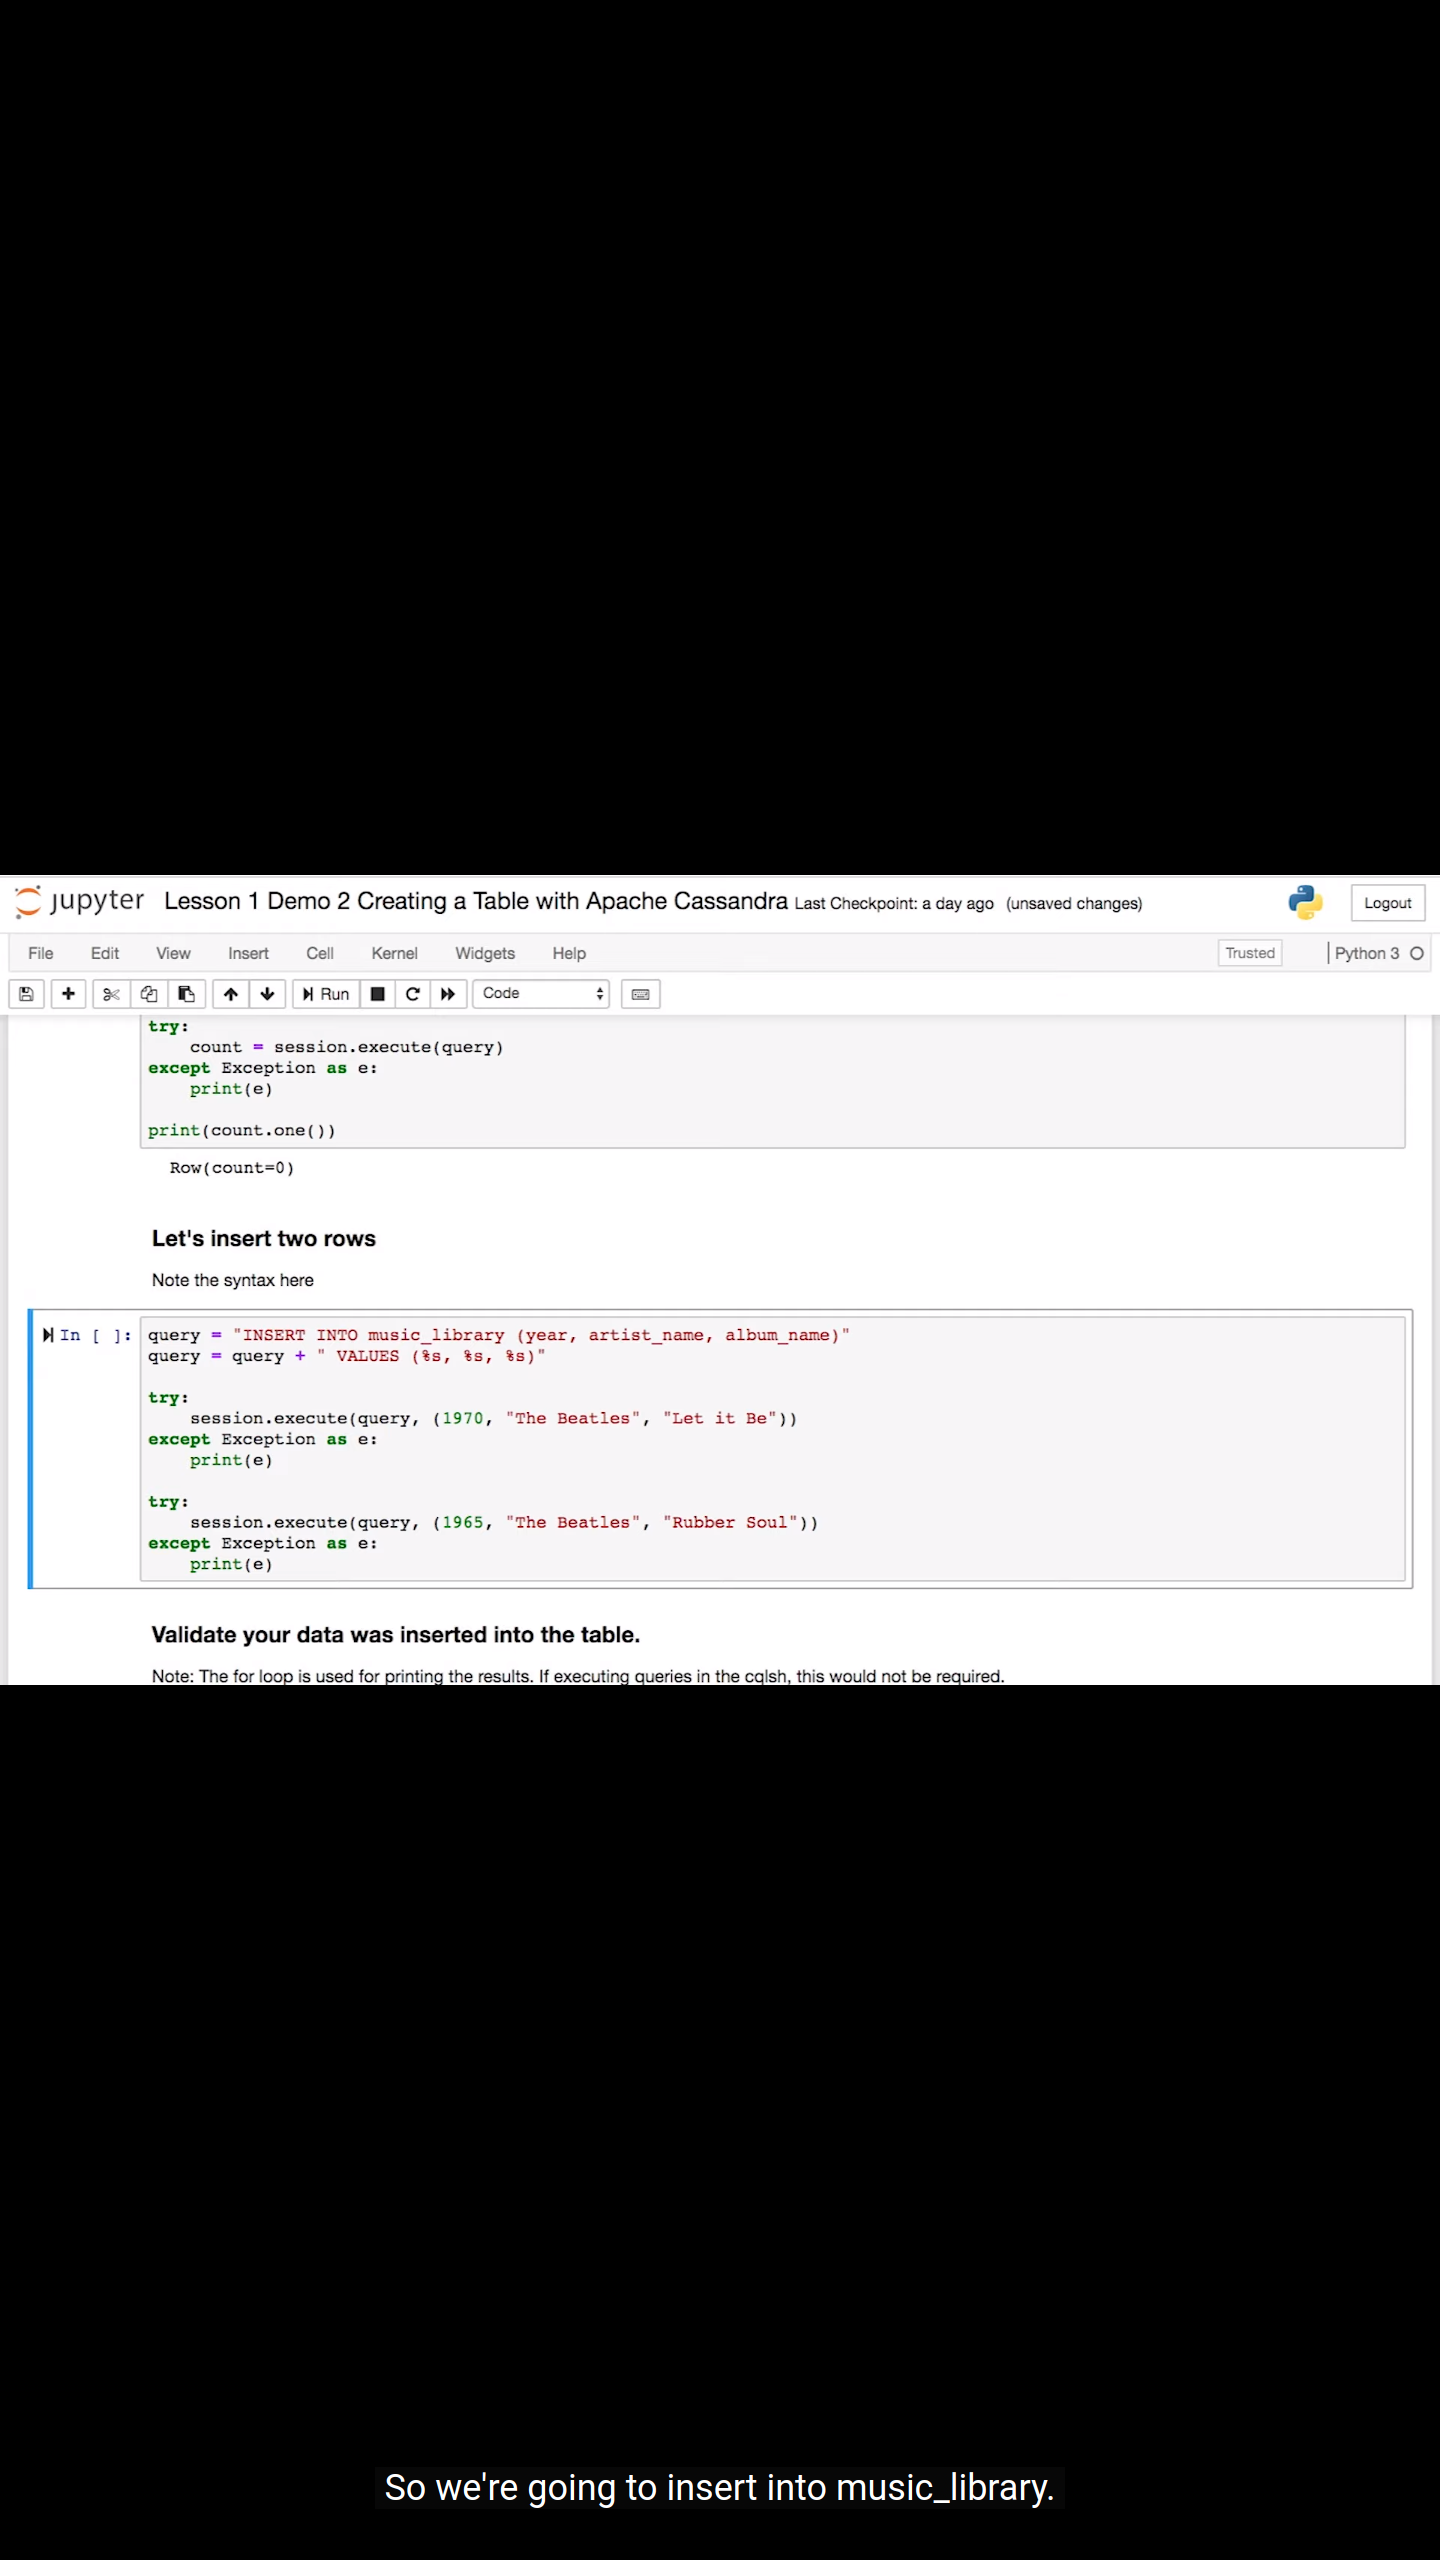 jupyter Lesson 1 Demo 2 Creating a Table with Apache Cassandra Last Checkpoint: a day ago (unsaved changes) Logout
File Edit View Insert Cell Kernel Widgets Help Trusted Python 3
Run Code
try:
    count = session.execute(query)
except Exception as e:
    print(e)
print(count.one())
Row(count=0)
Let's insert two rows
Note the syntax here
In [ ]: query = "INSERT INTO music_library (year, artist_name, album_name)"
query = query + " VALUES (%s, %s, %s)"
try:
    session.execute(query, (1970, "The Beatles", "Let it Be"))
except Exception as e:
    print(e)
try:
    session.execute(query, (1965, "The Beatles", "Rubber Soul"))
except Exception as e:
    print(e)
Validate your data was inserted into the table.
Note: The for loop is used for printing the results. If executing queries in the cqlsh, this would not be required.
So we're going to insert into music_library.